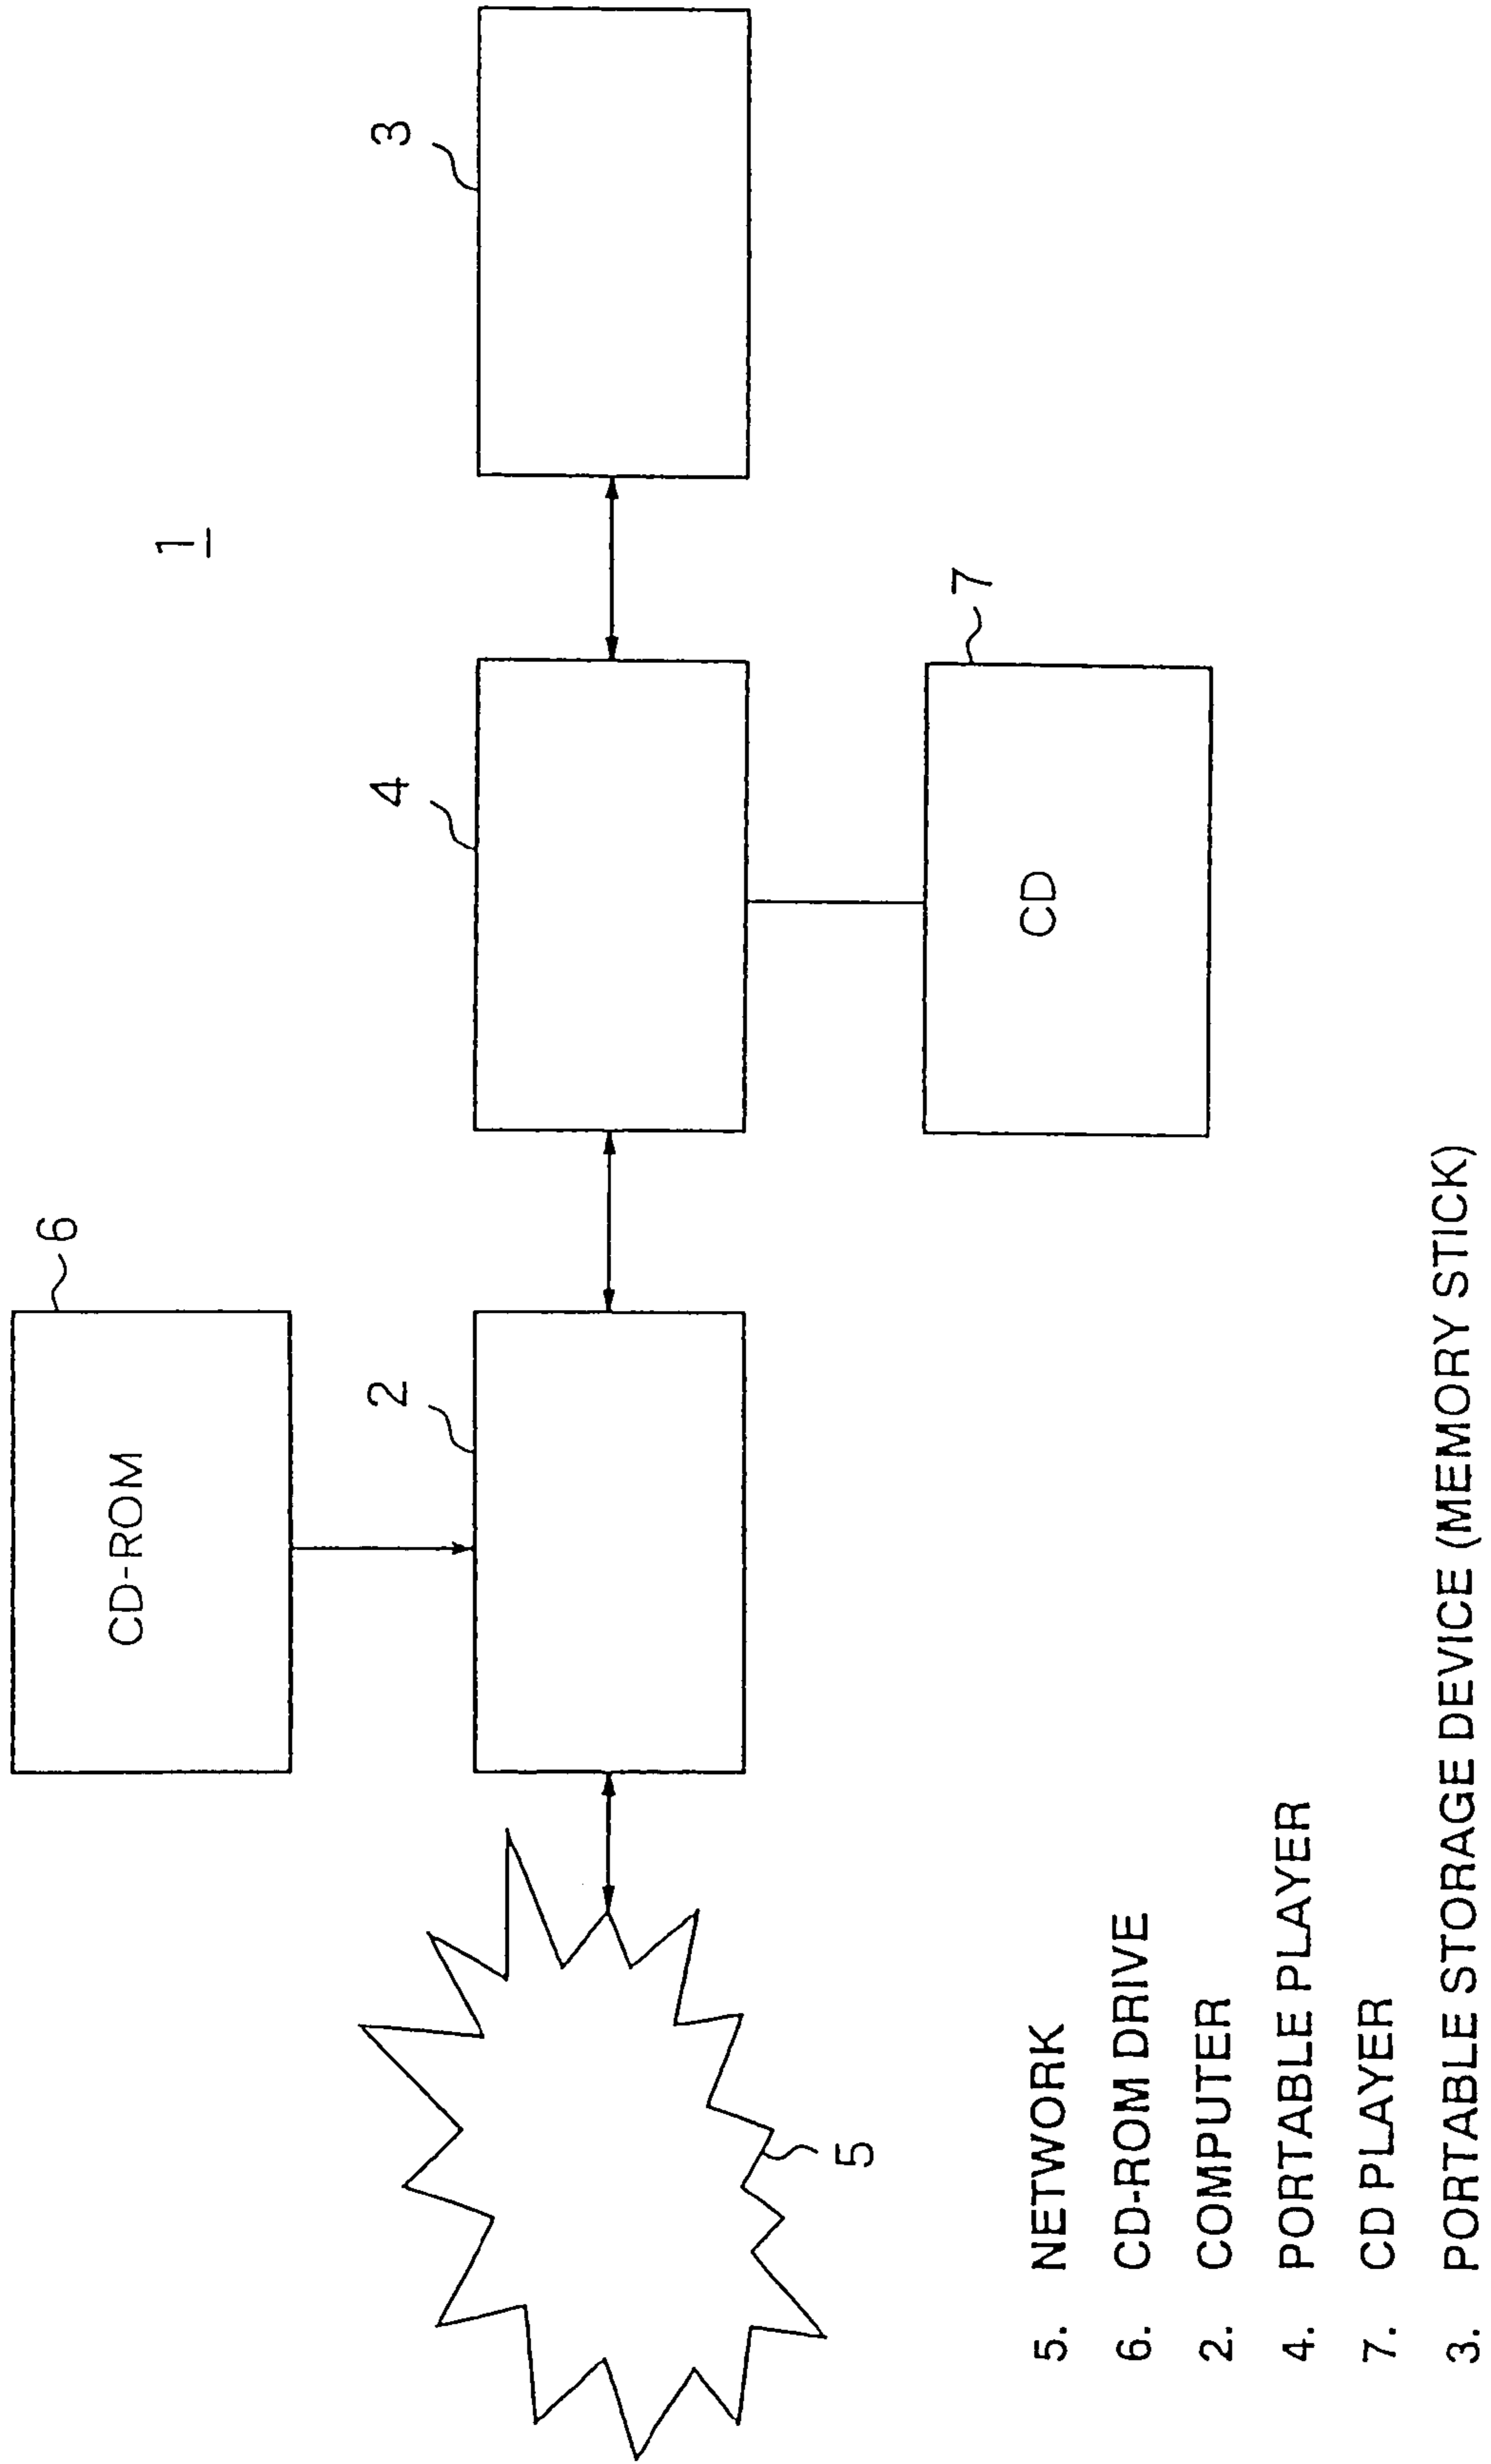 1
6
CD-ROM
2
4
3
5
7
CD
5. NETWORK
6. CD-ROM DRIVE
2. COMPUTER
4. PORTABLE PLAYER
7. CD PLAYER
3. PORTABLE STORAGE DEVICE (MEMORY STICK)